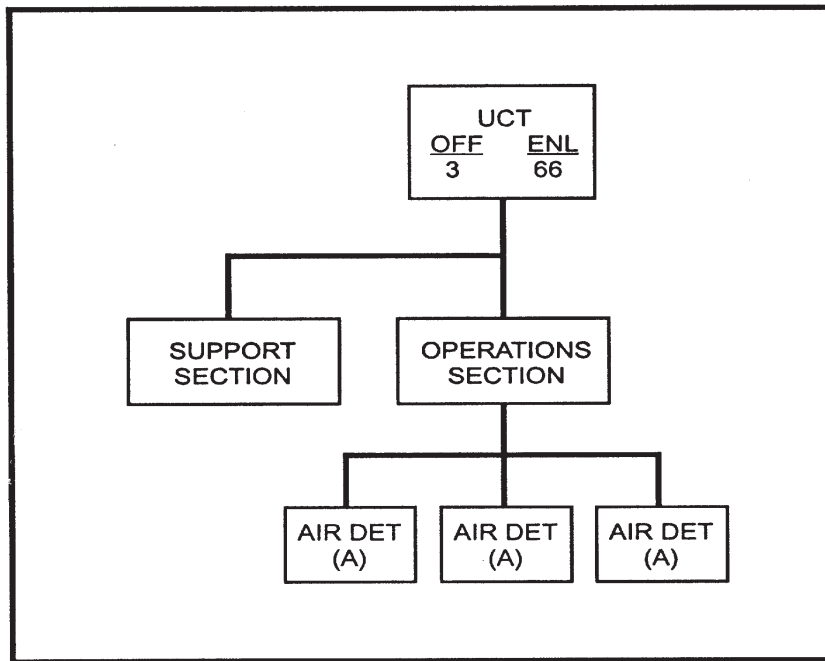 UCT
OFF ENL
3 66
SUPPORT
SECTION
OPERATIONS
SECTION
AIR DET
(A)
AIR DET
(A)
AIR DET
(A)